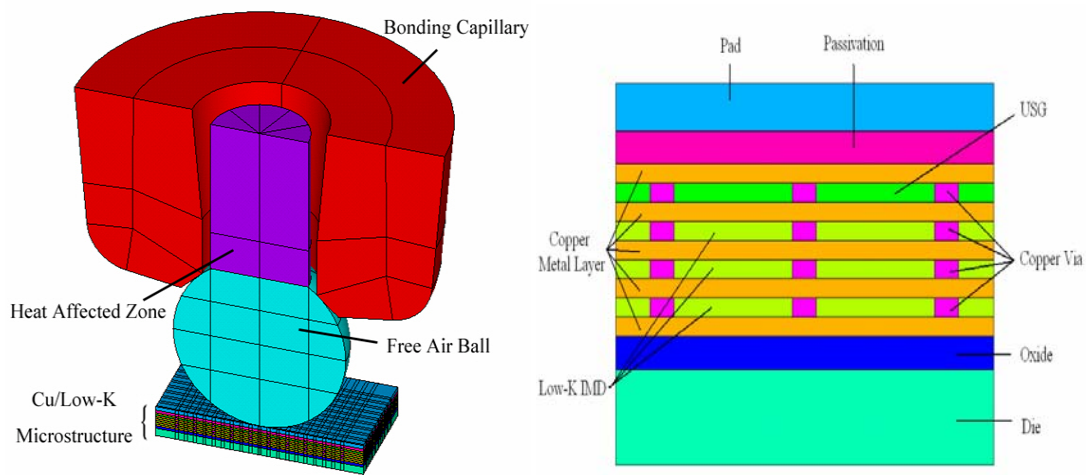 Bonding Capillary
Heat Affected Zone
Free Air Ball
Cu/Low-K
Microstructure
Pad
Passivation
USG
Copper
Metal Layer
Copper Via
Low-K IMD
Oxide
Die